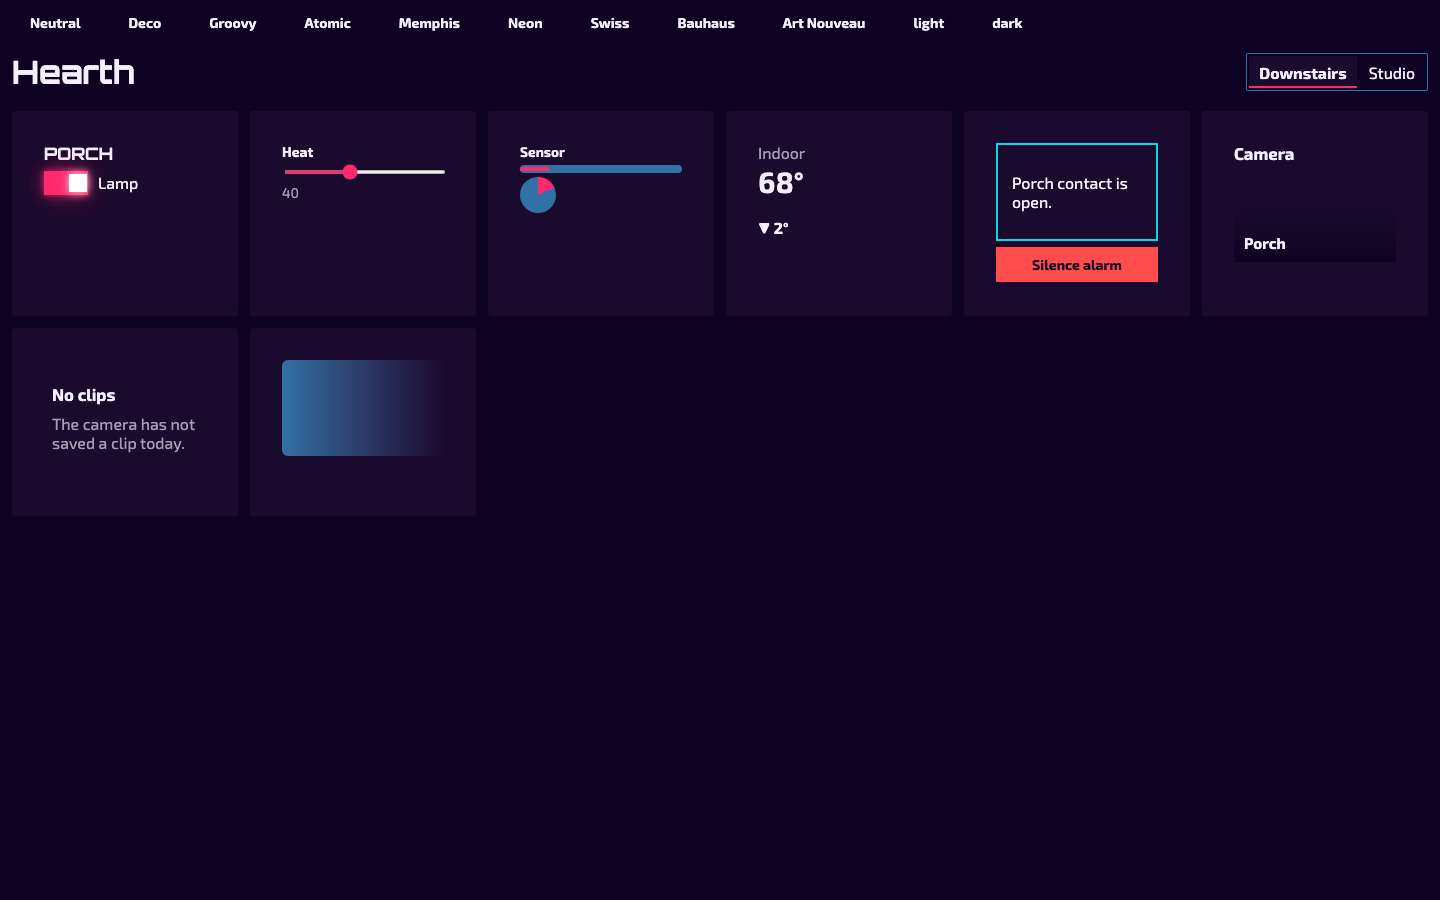 Neutral Deco Groovy Atomic Memphis Neon Swiss Bauhaus Art Nouveau light dark
Hearth
Downstairs Studio
PORCH
Lamp
Heat
40
Sensor
Indoor
68°
▼ 2°
Porch contact is
open.
Silence alarm
Camera
Porch
No clips
The camera has not
saved a clip today.